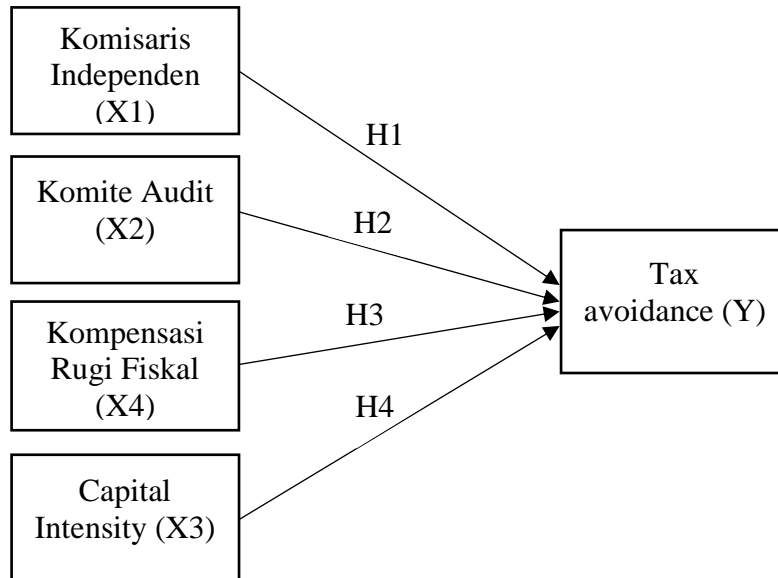 Komisaris
Independen
(X1)
H1
Komite Audit
(X2)
H2
Kompensasi
Rugi Fiskal
(X4)
H3
Capital
Intensity (X3)
H4
Tax
avoidance (Y)